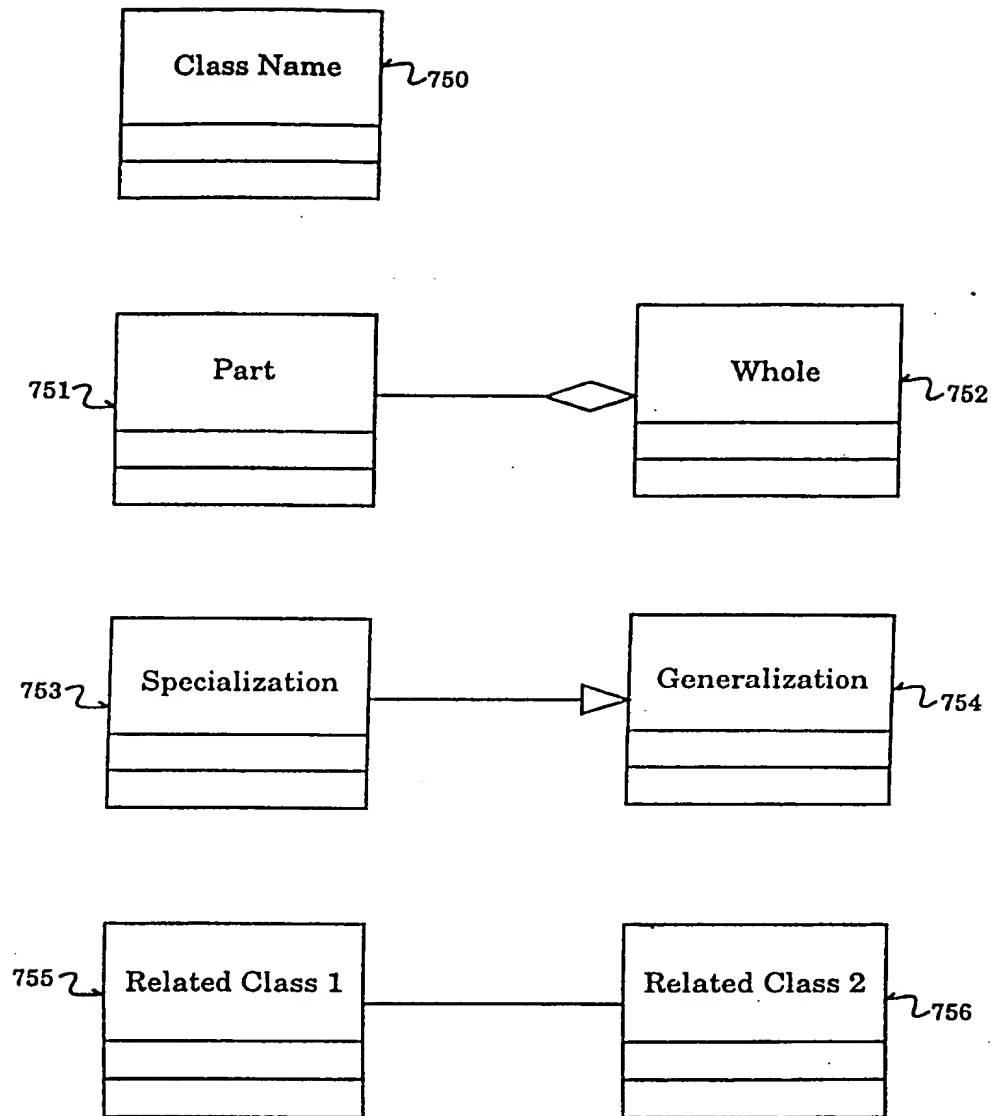 Class Name
750
Part
751
Whole
752
Specialization
753
Generalization
754
Related Class 1
755
Related Class 2
756